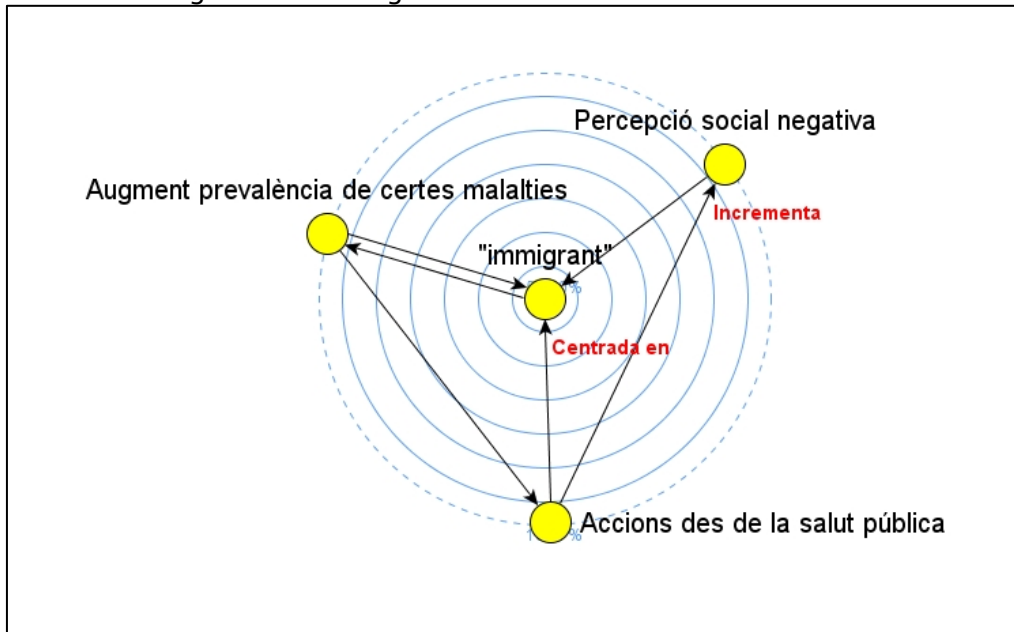 Percepció social negativa
Augment prevalència de certes malalties
Incrementa
"immigrant"
%
Centrada en
Accions des de la salut pública
%